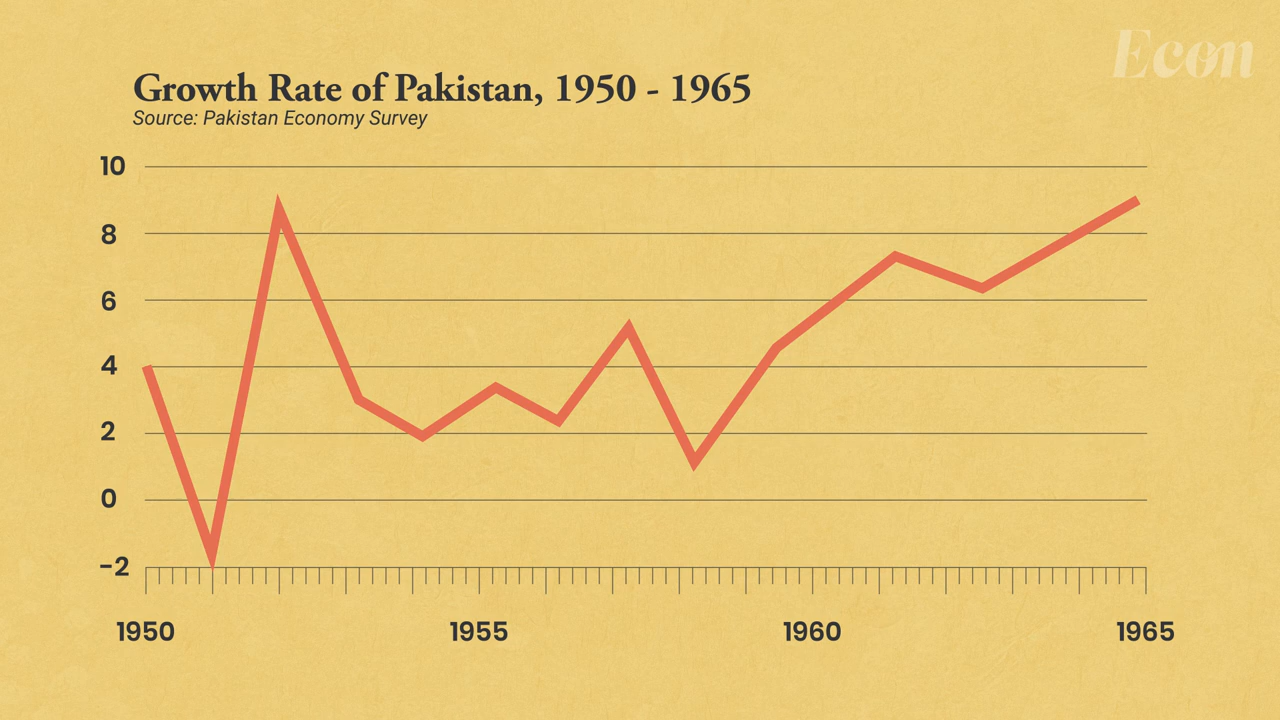 Econ
Growth Rate of Pakistan, 1950 - 1965
Source: Pakistan Economy Survey
10
8
6
4
2
0
-2
1950 1955 1960 1965